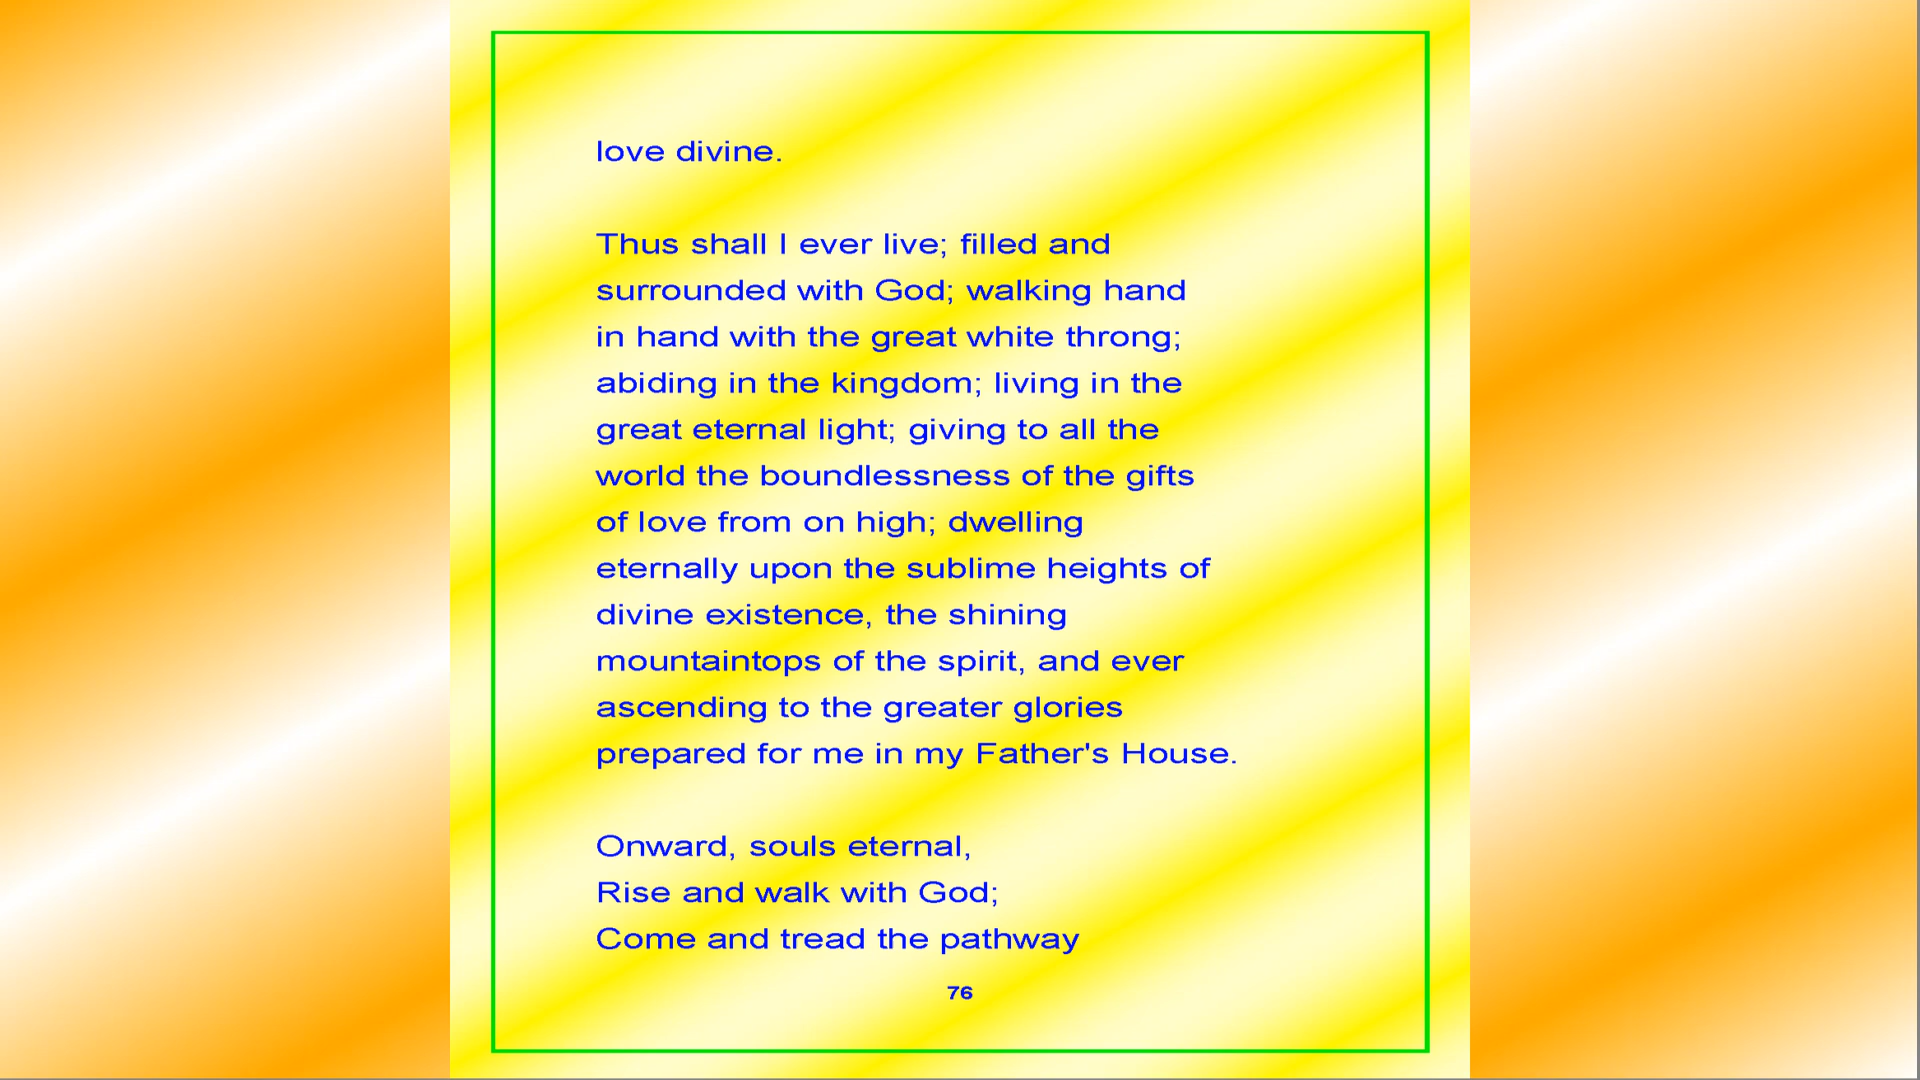 love divine.
Thus shall I ever live; filled and
surrounded with God; walking hand
in hand with the great white throng;
abiding in the kingdom; living in the
great eternal light; giving to all the
world the boundlessness of the gifts
of love from on high; dwelling
eternally upon the sublime heights of
divine existence, the shining
mountaintops of the spirit, and ever
ascending to the greater glories
prepared for me in my Father's House.
Onward, souls eternal,
Rise and walk with God;
Come and tread the pathway
76